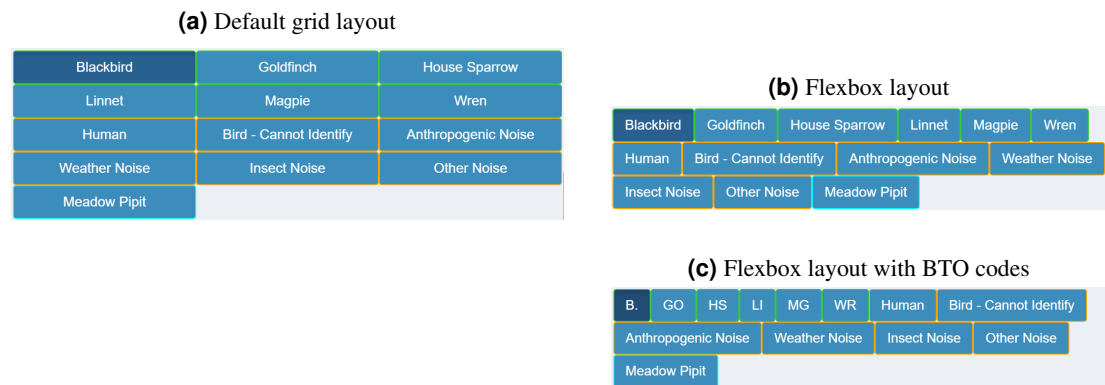 (a) Default grid layout
Blackbird Goldfinch House Sparrow
Linnet Magpie Wren
Human Bird - Cannot Identify Anthropogenic Noise
Weather Noise Insect Noise Other Noise
Meadow Pipit
(b) Flexbox layout
Blackbird Goldfinch House Sparrow Linnet Magpie Wren
Human Bird - Cannot Identify Anthropogenic Noise Weather Noise
Insect Noise Other Noise Meadow Pipit
(c) Flexbox layout with BTO codes
B. GO HS LI MG WR Human Bird - Cannot Identify
Anthropogenic Noise Weather Noise Insect Noise Other Noise
Meadow Pipit